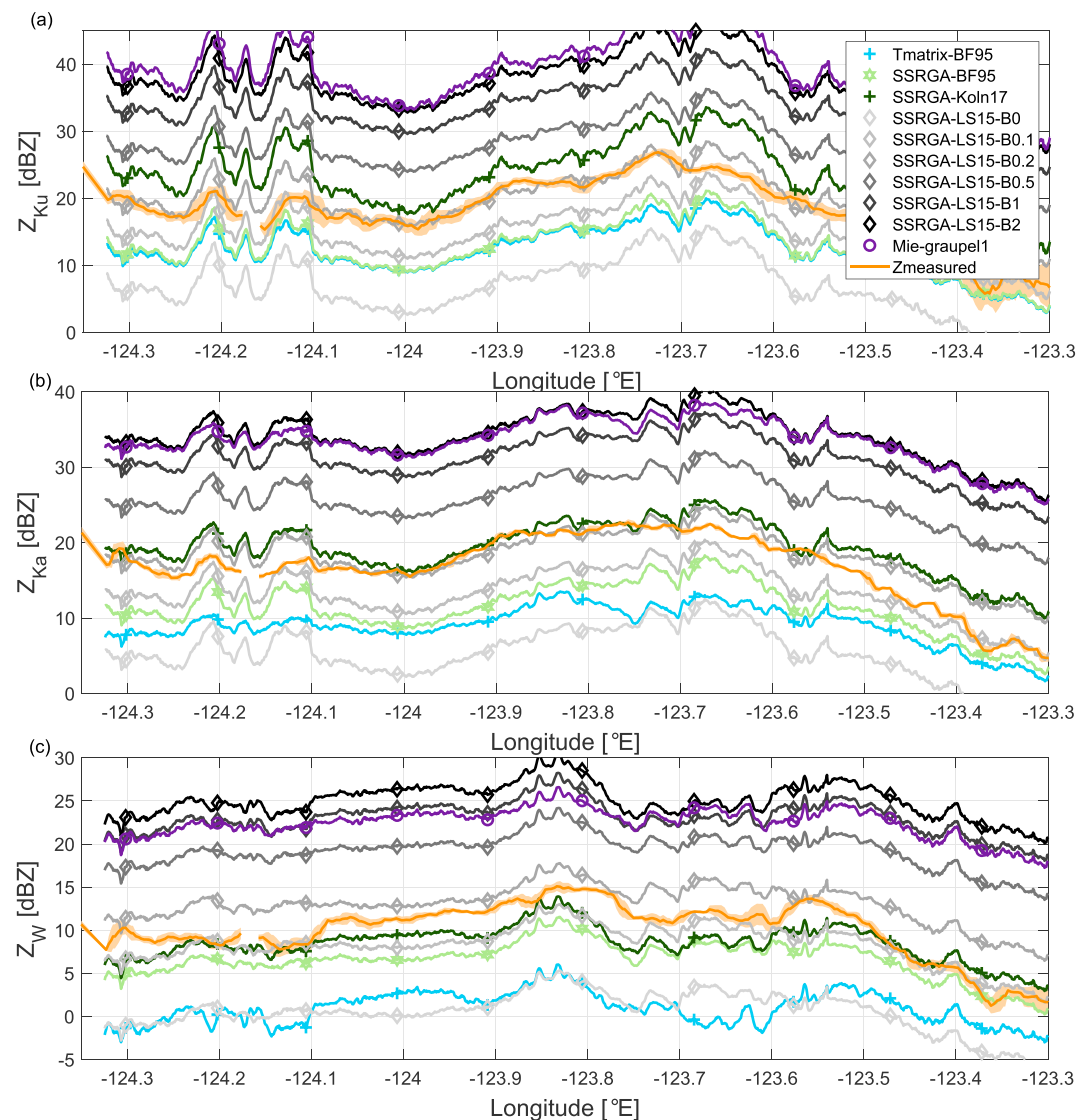 (a)
Z_Ku [dBZ]
40
30
20
10
0
Tmatrix-BF95
SSRGA-BF95
SSRGA-Koln17
SSRGA-LS15-B0
SSRGA-LS15-B0.1
SSRGA-LS15-B0.2
SSRGA-LS15-B0.5
SSRGA-LS15-B1
SSRGA-LS15-B2
Mie-graupel1
Zmeasured
-124.3 -124.2 -124.1 -124 -123.9 -123.8 -123.7 -123.6 -123.5 -123.4 -123.3
Longitude [°E]
(b)
Z_Ka [dBZ]
40
30
20
10
0
-124.3 -124.2 -124.1 -124 -123.9 -123.8 -123.7 -123.6 -123.5 -123.4 -123.3
Longitude [°E]
(c)
Z_W [dBZ]
30
25
20
15
10
5
0
-5
-124.3 -124.2 -124.1 -124 -123.9 -123.8 -123.7 -123.6 -123.5 -123.4 -123.3
Longitude [°E]